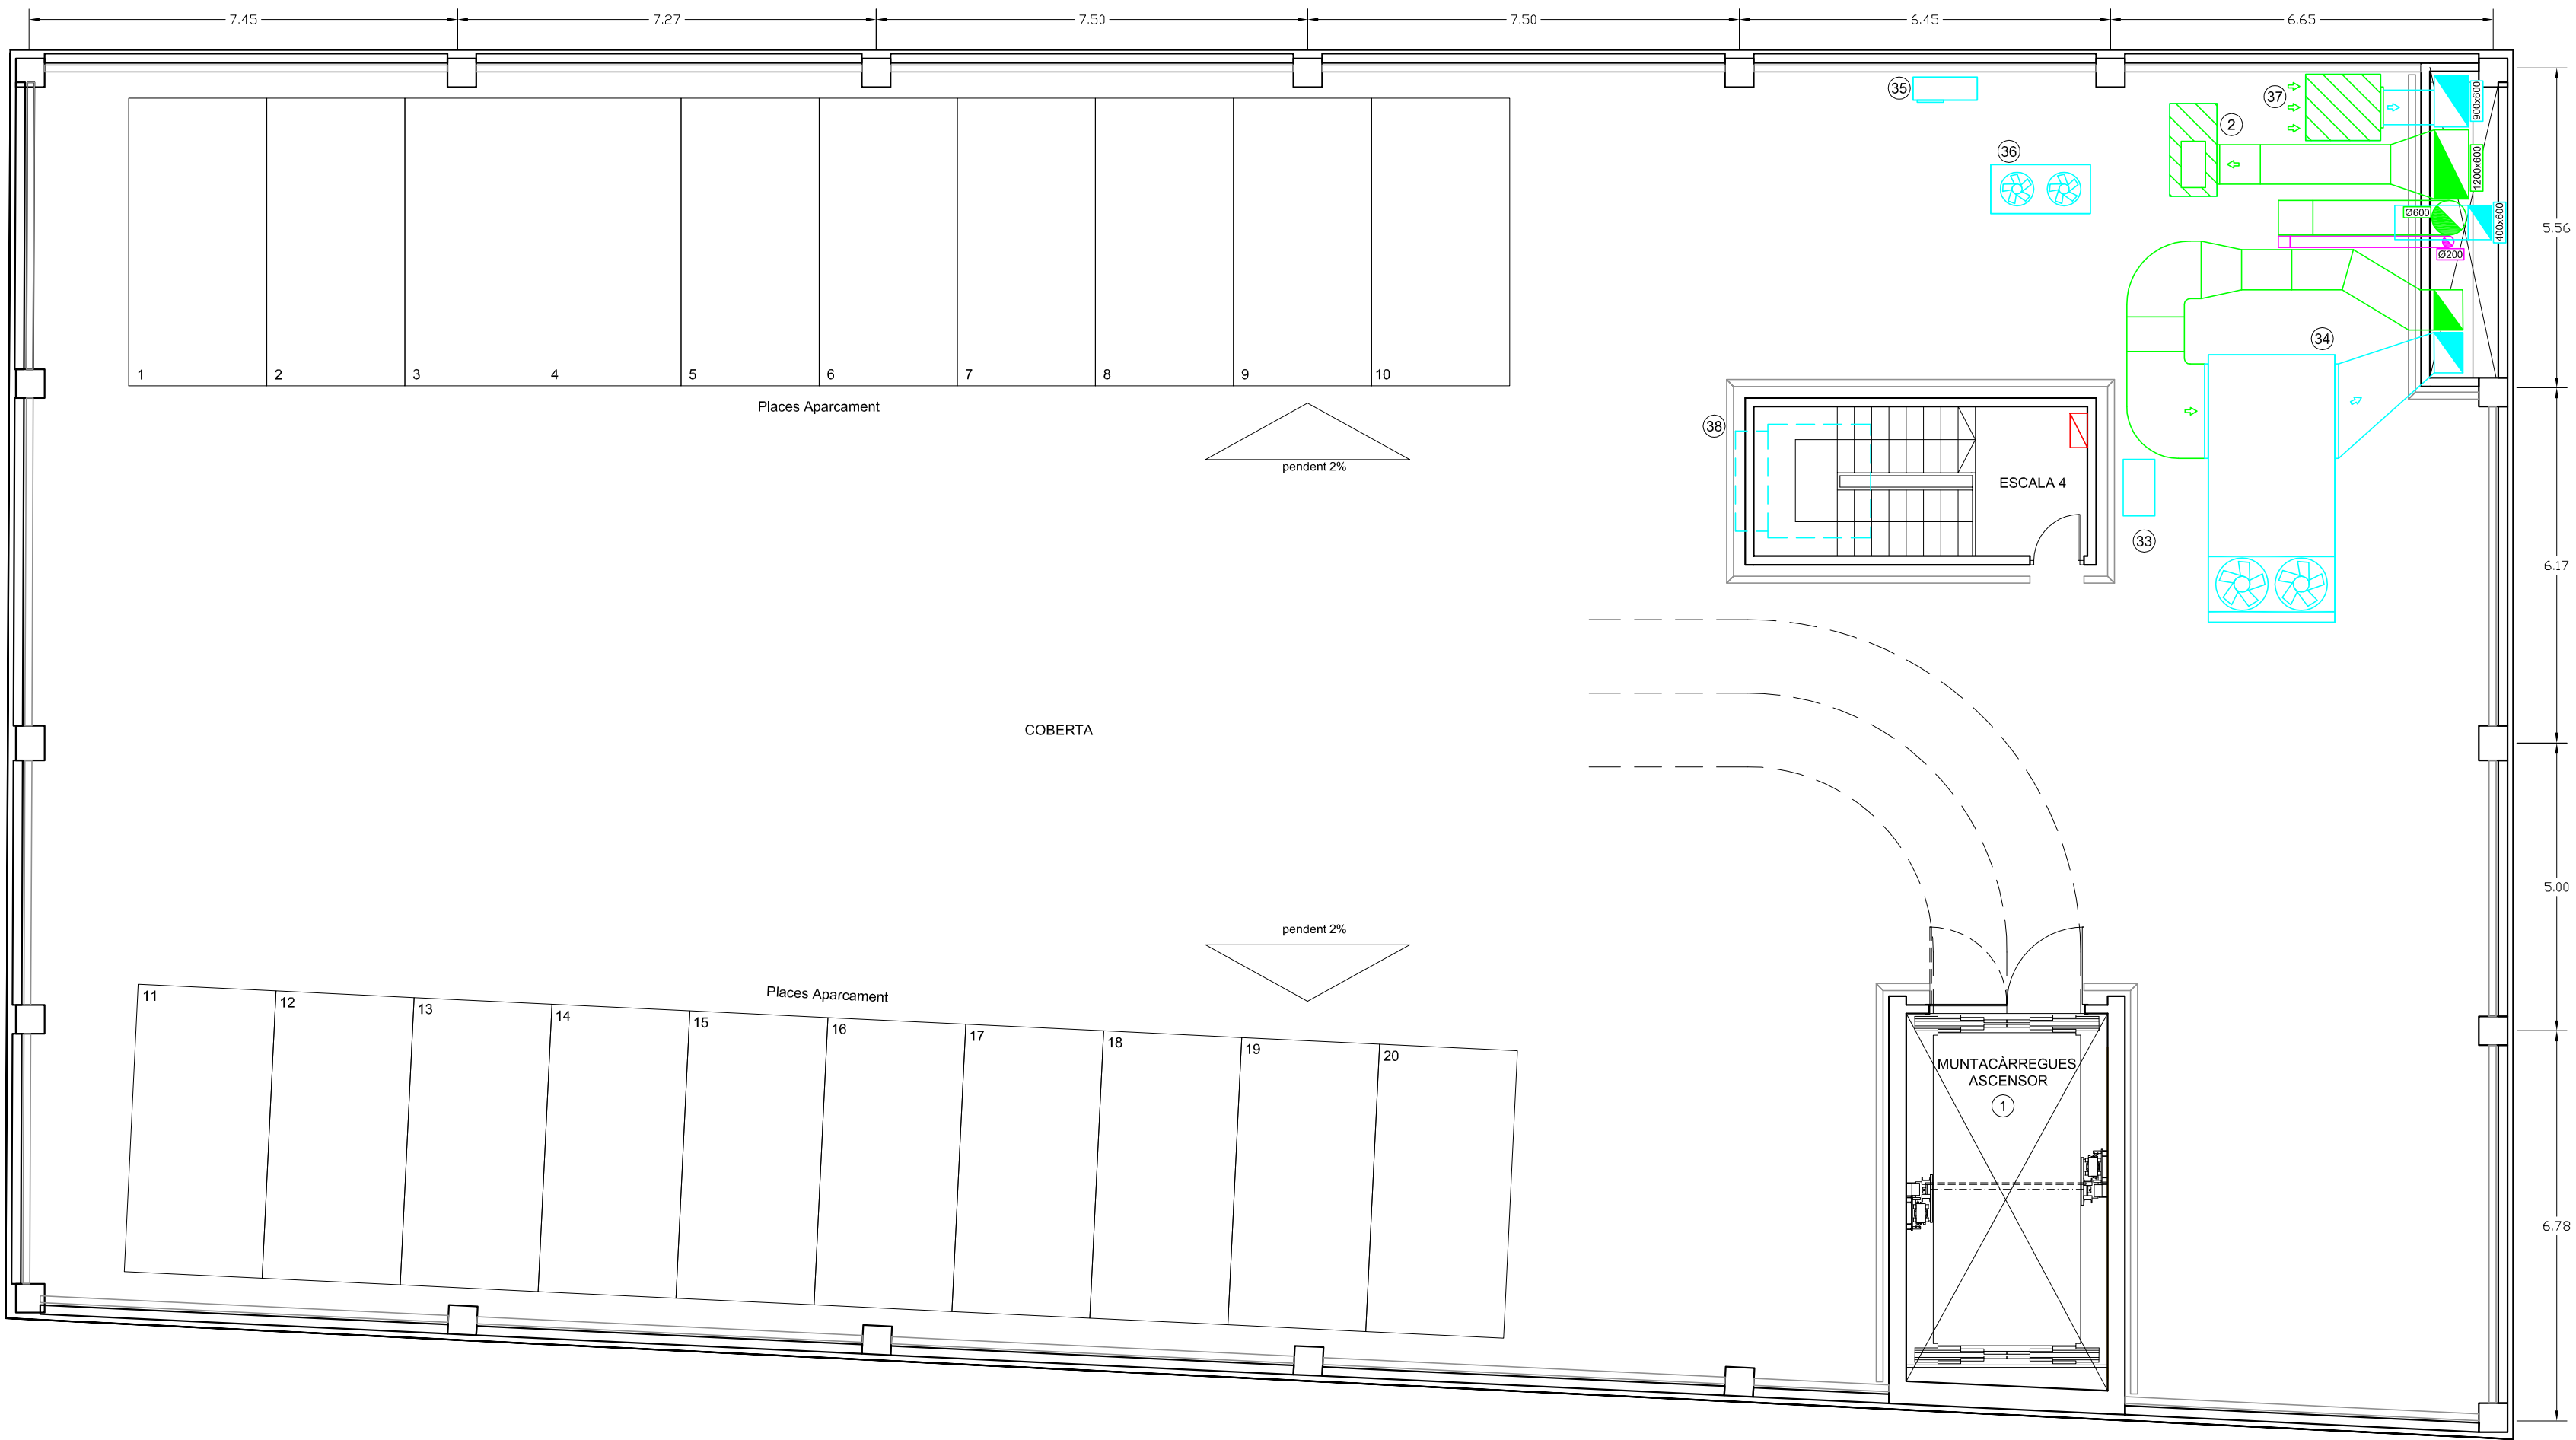 7.45
7.27
7.50
7.50
6.45
6.65
35
36
2
37
900x600
1200x600
Ø600
400x600
Ø200
5.56
1
2
3
4
5
6
7
8
9
10
Places Aparcament
pendent 2%
38
ESCALA 4
34
33
6.17
COBERTA
5.00
pendent 2%
Places Aparcament
11
12
13
14
15
16
17
18
19
20
MUNTACÀRREGUES
ASCENSOR
1
6.78